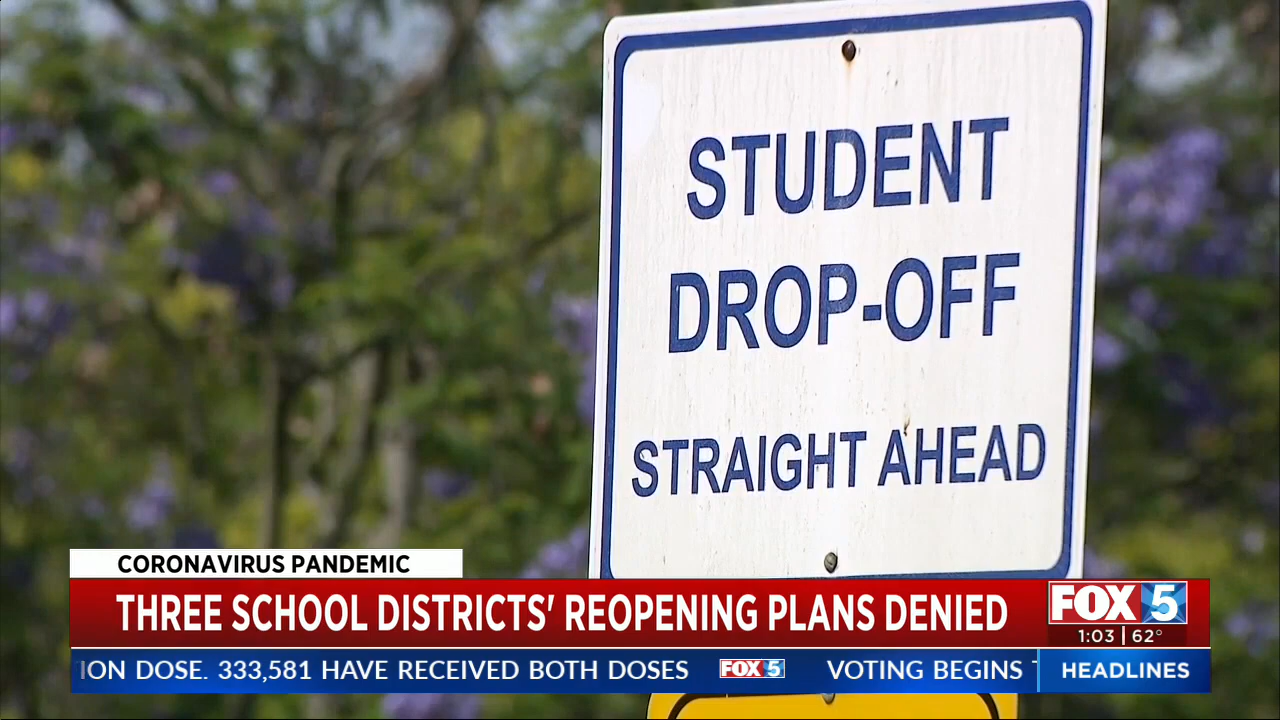 STUDENT
DROP-OFF
STRAIGHT AHEAD
CORONAVIRUS PANDEMIC
THREE SCHOOL DISTRICTS' REOPENING PLANS DENIED
FOX 5
1:03 | 62°
ION DOSE. 333,581 HAVE RECEIVED BOTH DOSES FOX 5 VOTING BEGINS
HEADLINES